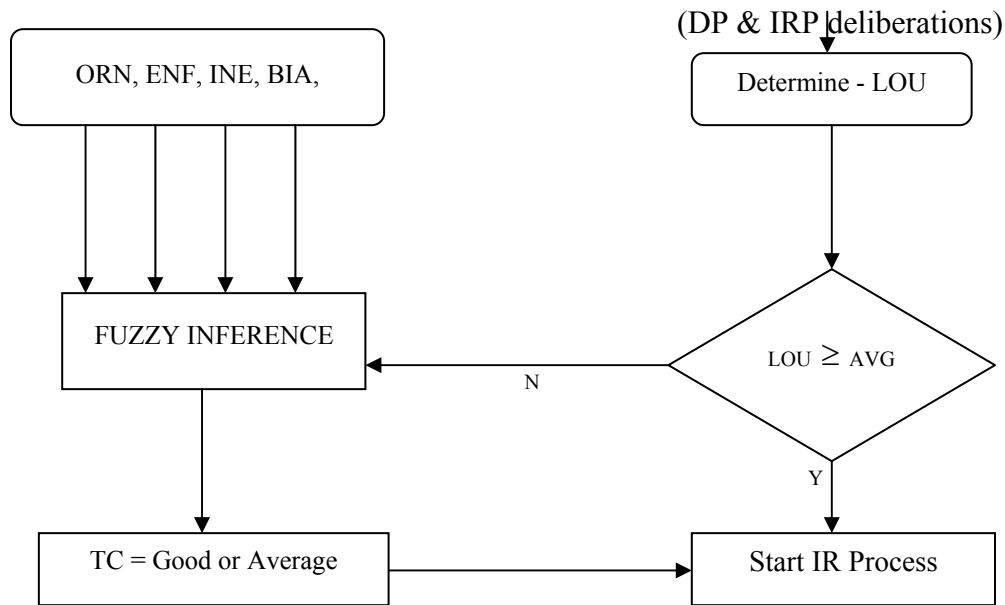 (DP & IRP deliberations)
ORN, ENF, INE, BIA,
Determine - LOU
FUZZY INFERENCE
LOU ≥ AVG
N
Y
TC = Good or Average
Start IR Process